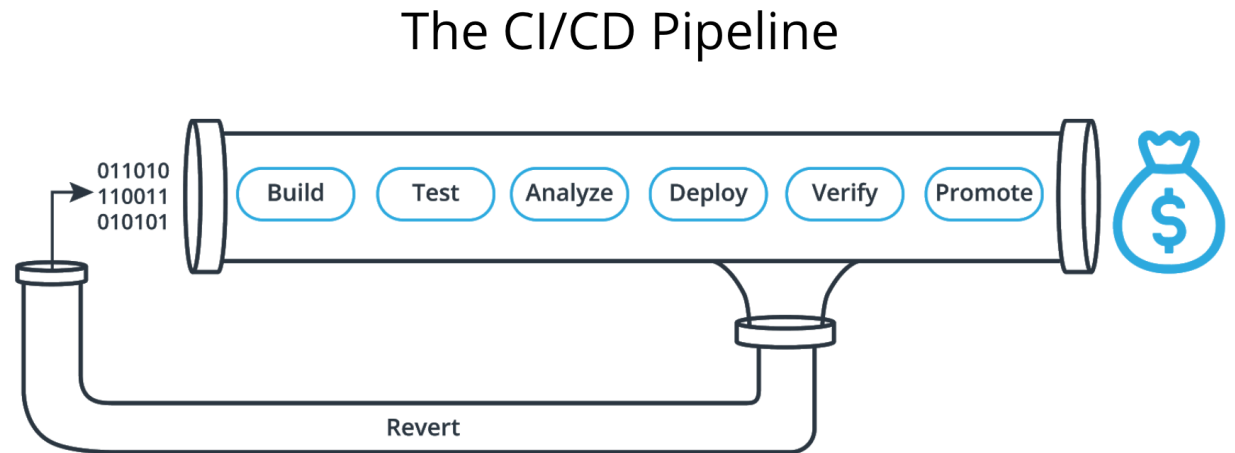 The CI/CD Pipeline
011010
110011
010101
Build
Test
Analyze
Deploy
Verify
Promote
$
Revert